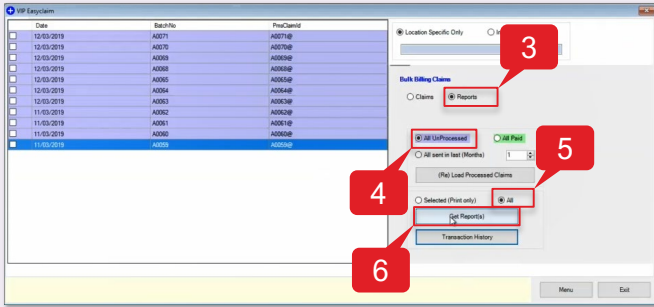 VIP Easyclaim
Date BatchNo PmsClaimId
12/03/2019 A0071 A0071@
12/03/2019 A0070 A0070@
12/03/2019 A0069 A0069@
12/03/2019 A0068 A0068@
12/03/2019 A0065 A0065@
12/03/2019 A0064 A0064@
12/03/2019 A0063 A0063@
11/03/2019 A0062 A0062@
11/03/2019 A0061 A0061@
11/03/2019 A0060 A0060@
11/03/2019 A0059 A0059@
Location Specific Only
3
Bulk Billing Claims
Claims Reports
All UnProcessed All Paid
All sent in last (Months) 1
5
(Re) Load Processed Claims
4
Selected (Print only) All
Get Report(s)
Transaction History
6
Menu Exit